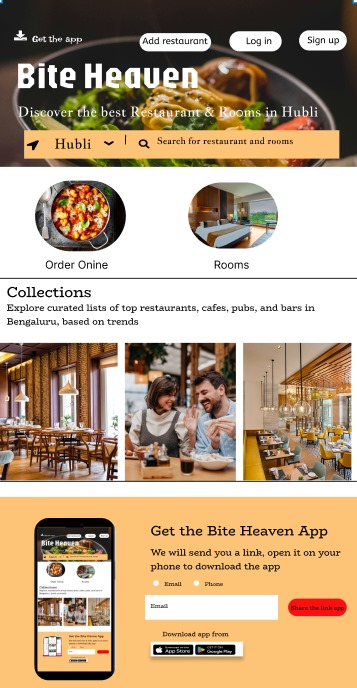 Get the app
Add restaurant
Log in
Sign up
Bite Heaven
Discover the best Restaurant & Rooms in Hubli
Hubli
Search for restaurant and rooms
Order Onine
Rooms
Collections
Explore curated lists of top restaurants, cafes, pubs, and bars in
Bengaluru, based on trends
Get the Bite Heaven App
We will send you a link, open it on your
phone to download the app
Email
Phone
Email
Share the link app
Download app from
App Store
Google Play
Bite Heaven